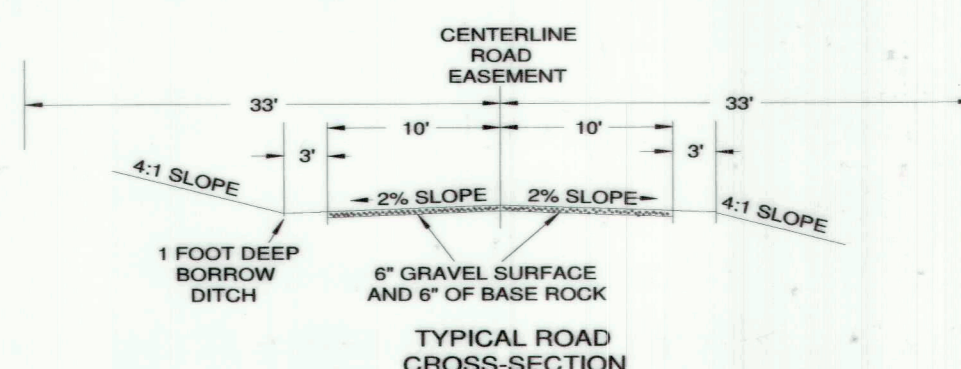 CENTERLINE
ROAD
EASEMENT
33'
33'
10'
10'
3'
3'
4:1 SLOPE
2% SLOPE
2% SLOPE
4:1 SLOPE
1 FOOT DEEP
BORROW
DITCH
6" GRAVEL SURFACE
AND 6" OF BASE ROCK
TYPICAL ROAD
CROSS-SECTION